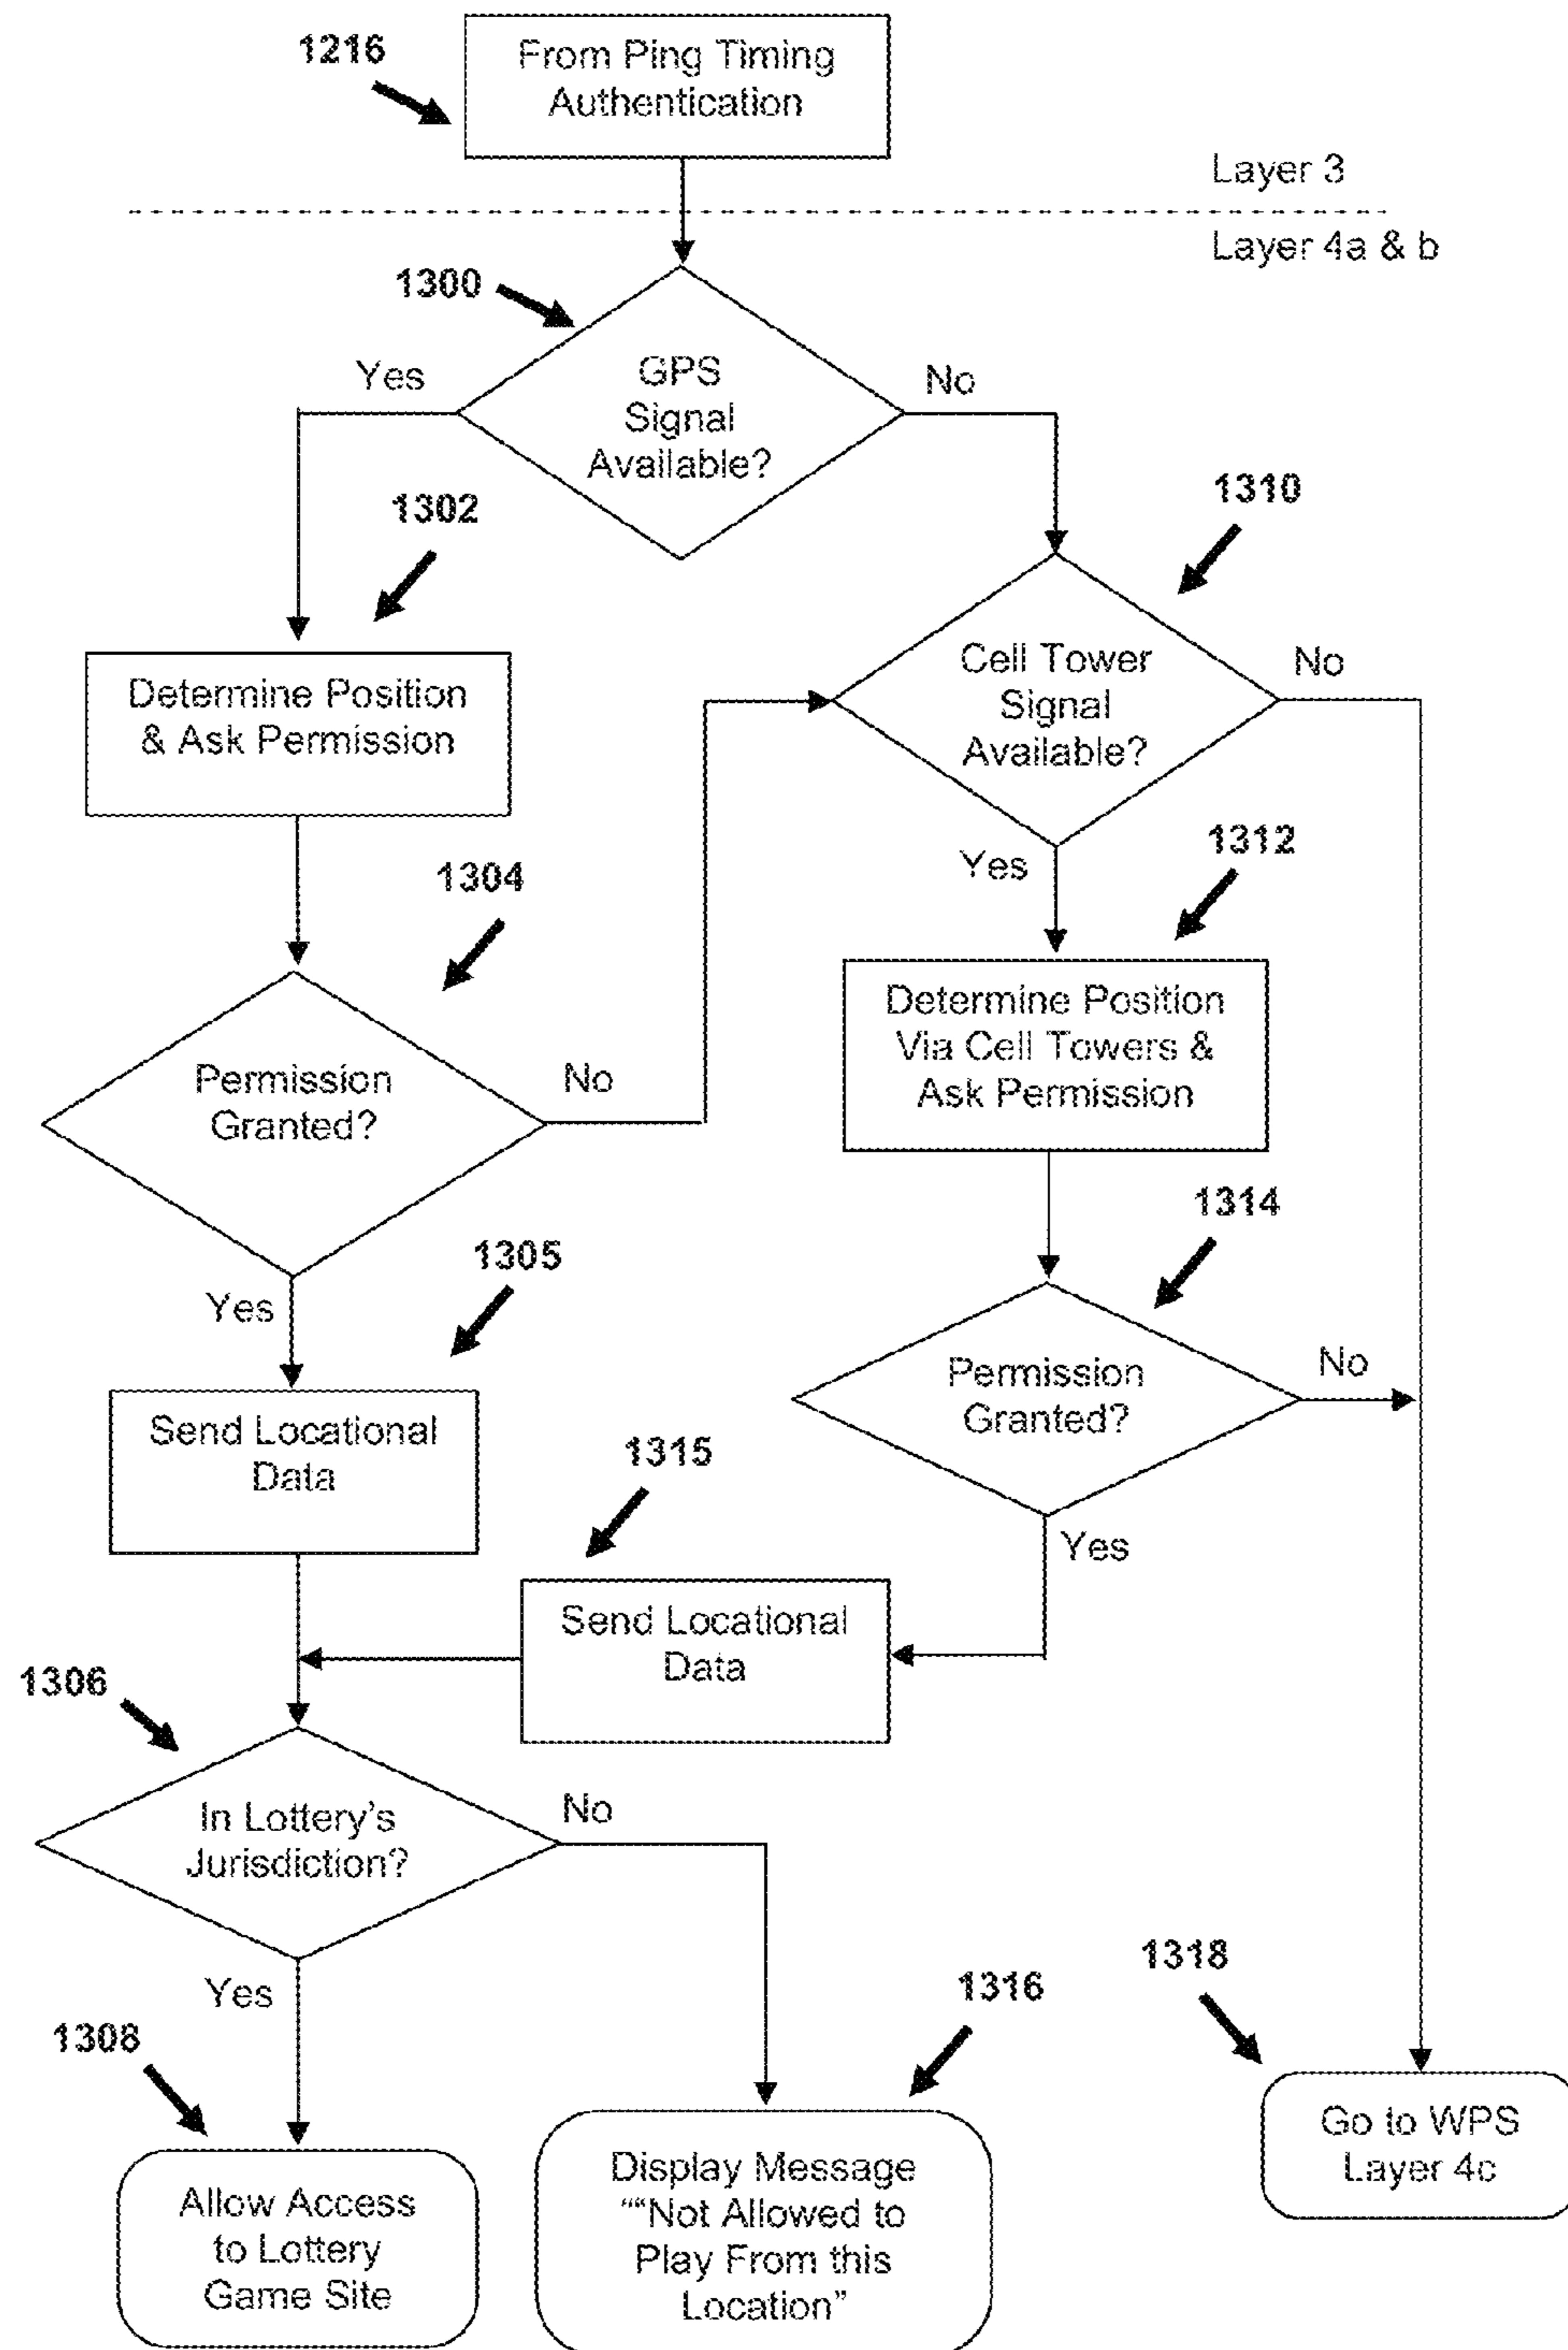 1216
From Ping Timing
Authentication
Layer 3
Layer 4a & b
1300
Yes
GPS
Signal
Available?
No
1302
1310
Determine Position
& Ask Permission
Cell Tower
Signal
Available?
No
Yes
1312
1304
Permission
Granted?
No
Determine Position
Via Cell Towers &
Ask Permission
1314
1305
Yes
Permission
Granted?
No
Send Locational
Data
1315
Yes
Send Locational
Data
1306
In Lottery's
Jurisdiction?
No
Yes
1308
1316
1318
Go to WPS
Layer 4c
Allow Access
to Lottery
Game Site
Display Message
““Not Allowed to
Play From this
Location”